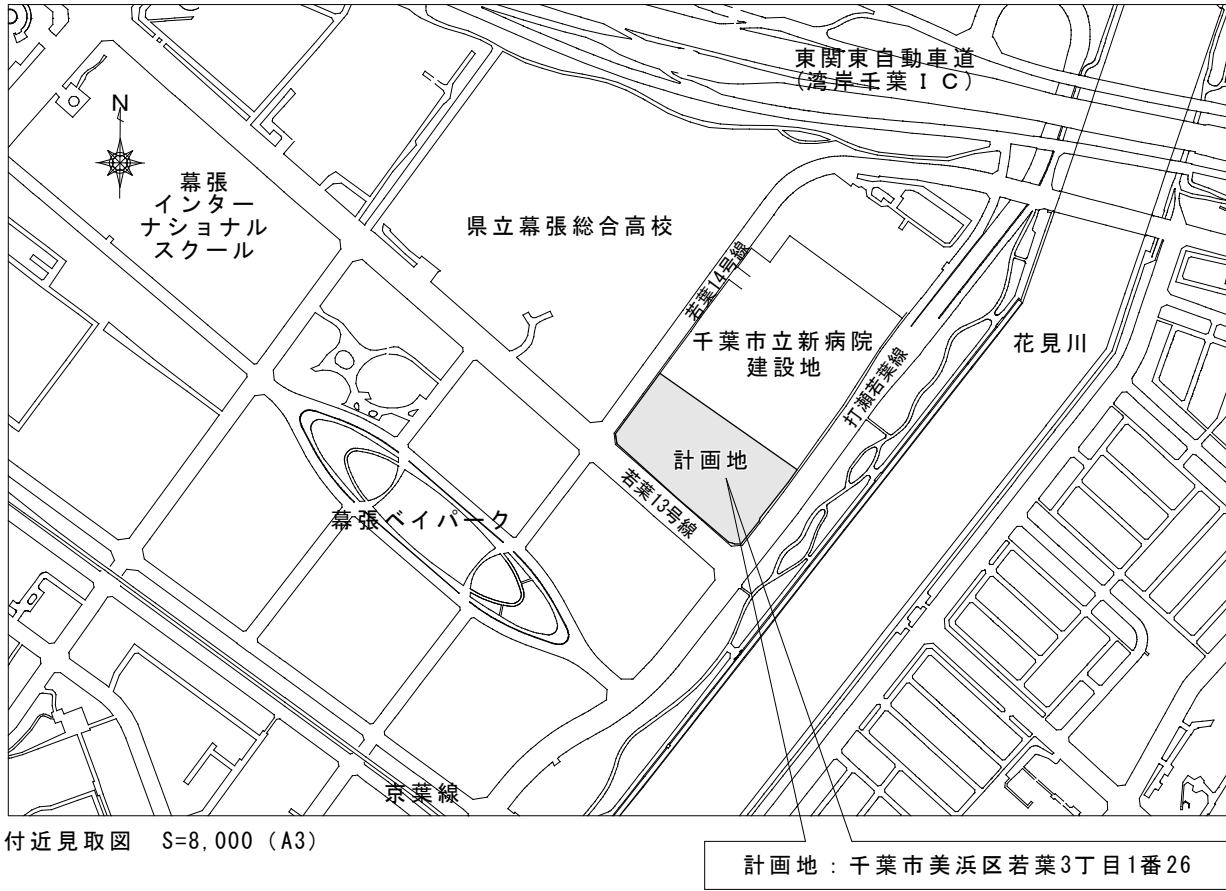 東関東自動車道
(湾岸千葉IC)
N
幕張
インター
ナショナル
スクール
県立幕張総合高校
若葉14号線
千葉市立新病院
建設地
花見川
打瀬若葉線
計画地
若葉13号線
幕張ベイパーク
京葉線
付近見取図 S=8,000 (A3)
計画地:千葉市美浜区若葉3丁目1番26